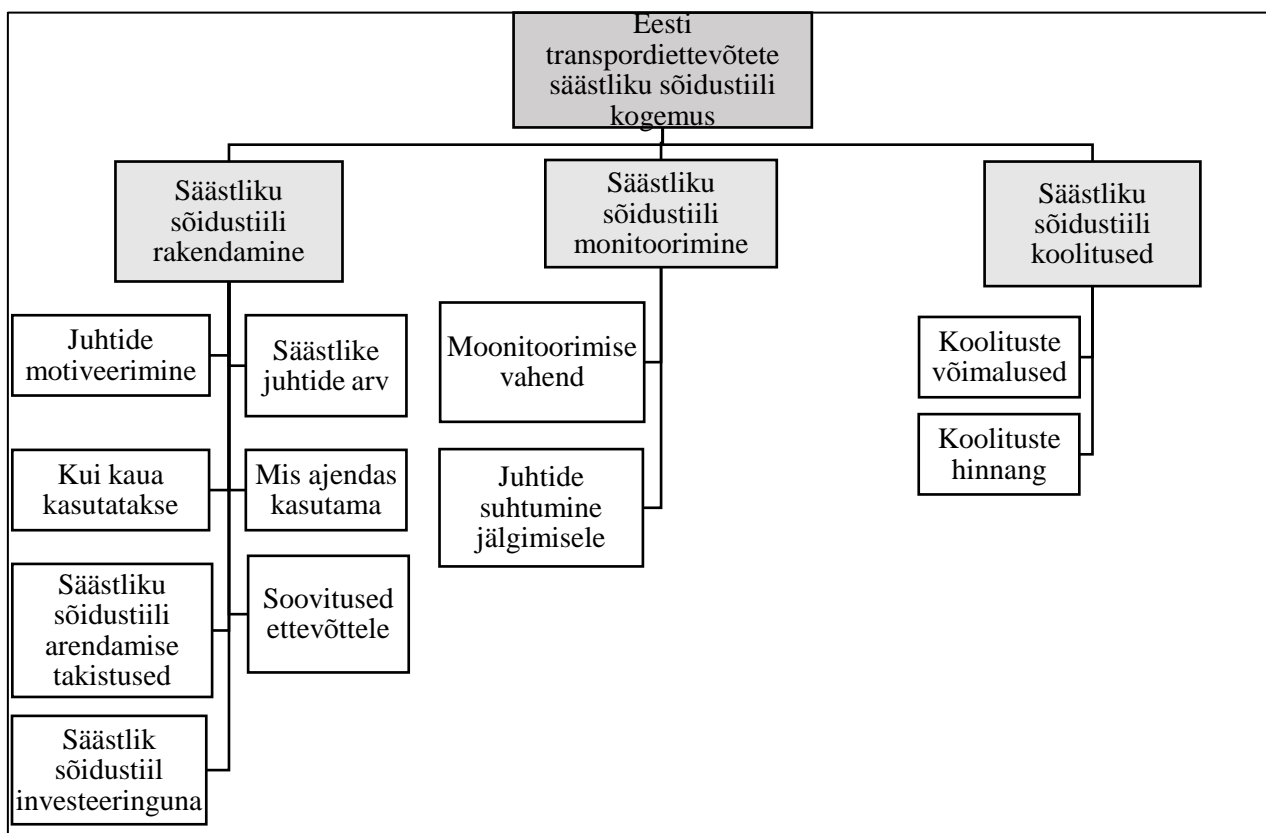 Eesti
transpordiettevõtete
säästliku sõidustiili
kogemus
Säästliku
sõidustiili
rakendamine
Juhtide
motiveerimine
Säästlike
juhtide arv
Kui kaua
kasutatakse
Mis ajendas
kasutama
Säästliku
sõidustiili
arendamise
takistused
Soovitused
ettevõttele
Säästlik
sõidustiil
investeeringuna
Säästliku
sõidustiili
monitoorimine
Moonitoorimise
vahend
Juhtide
suhtumine
jälgimisele
Säästliku
sõidustiili
koolitused
Koolituste
võimalused
Koolituste
hinnang